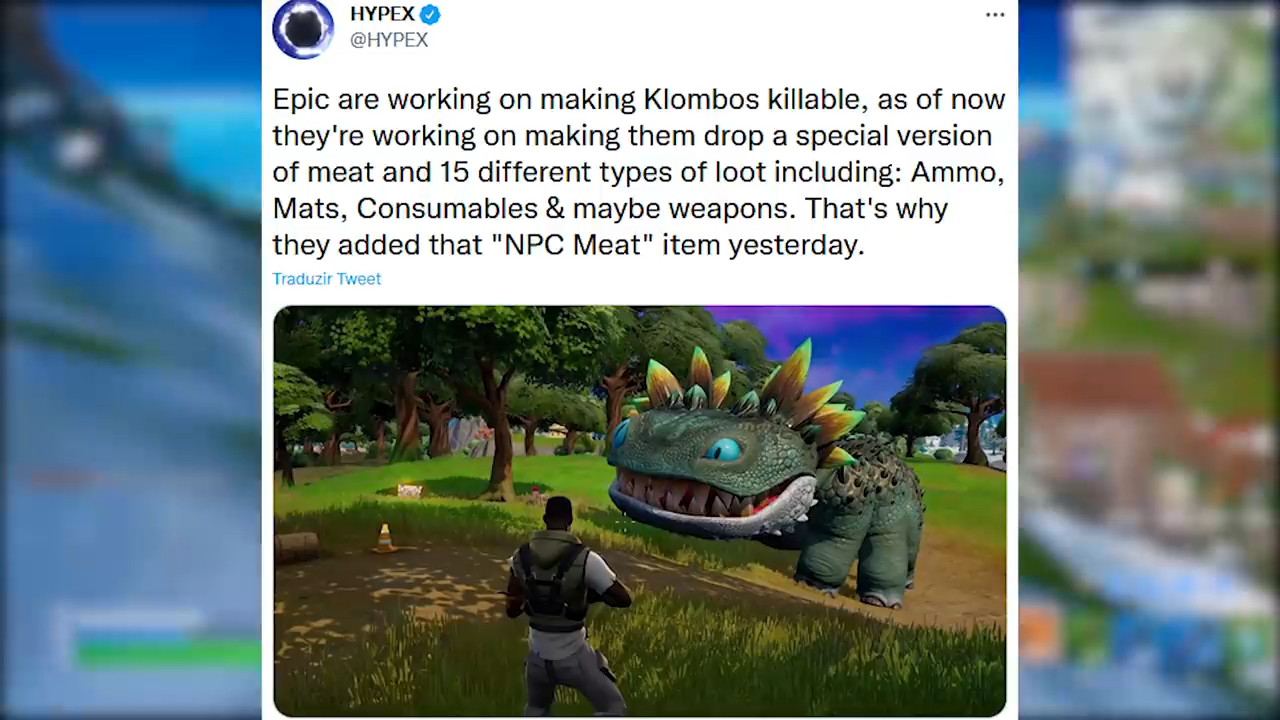 HYPEX
@HYPEX
Epic are working on making Klombos killable, as of now
they're working on making them drop a special version
of meat and 15 different types of loot including: Ammo,
Mats, Consumables & maybe weapons. That's why
they added that "NPC Meat" item yesterday.
Traduzir Tweet